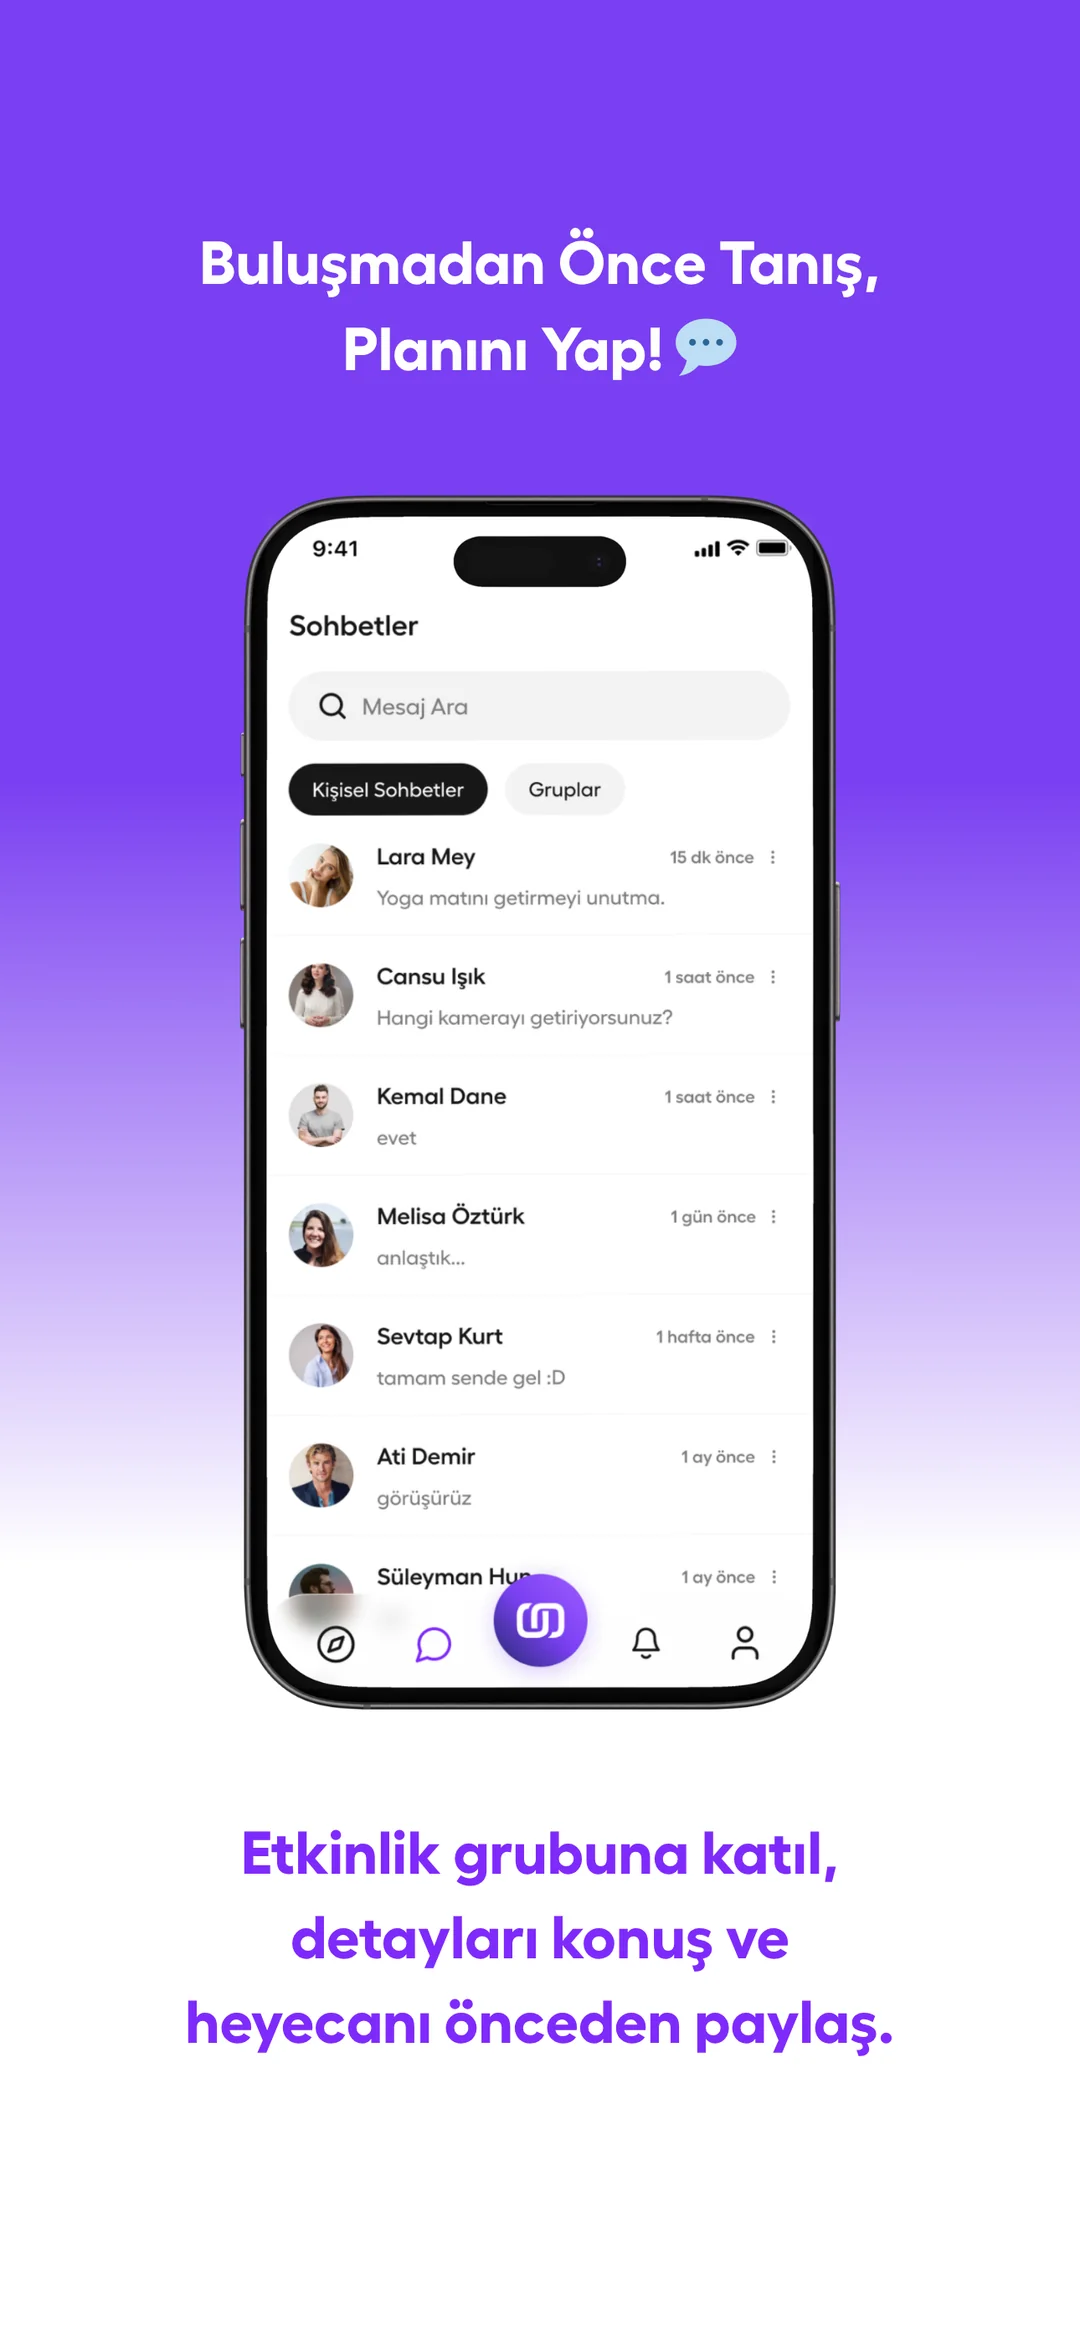 Buluşmadan Önce Tanış,
Planını Yap! 💬
9:41
Sohbetler
Mesaj Ara
Kişisel Sohbetler
Gruplar
Lara Mey
15 dk önce
Yoga matını getirmeyi unutma.
Cansu Işık
1 saat önce
Hangi kamerayı getiriyorsunuz?
Kemal Dane
1 saat önce
evet
Melisa Öztürk
1 gün önce
anlaştık...
Sevtap Kurt
1 hafta önce
tamam sende gel :D
Ati Demir
1 ay önce
görüşürüz
Süleyman
1 ay önce
Etkinlik grubuna katıl,
detayları konuş ve
heyecanı önceden paylaş.